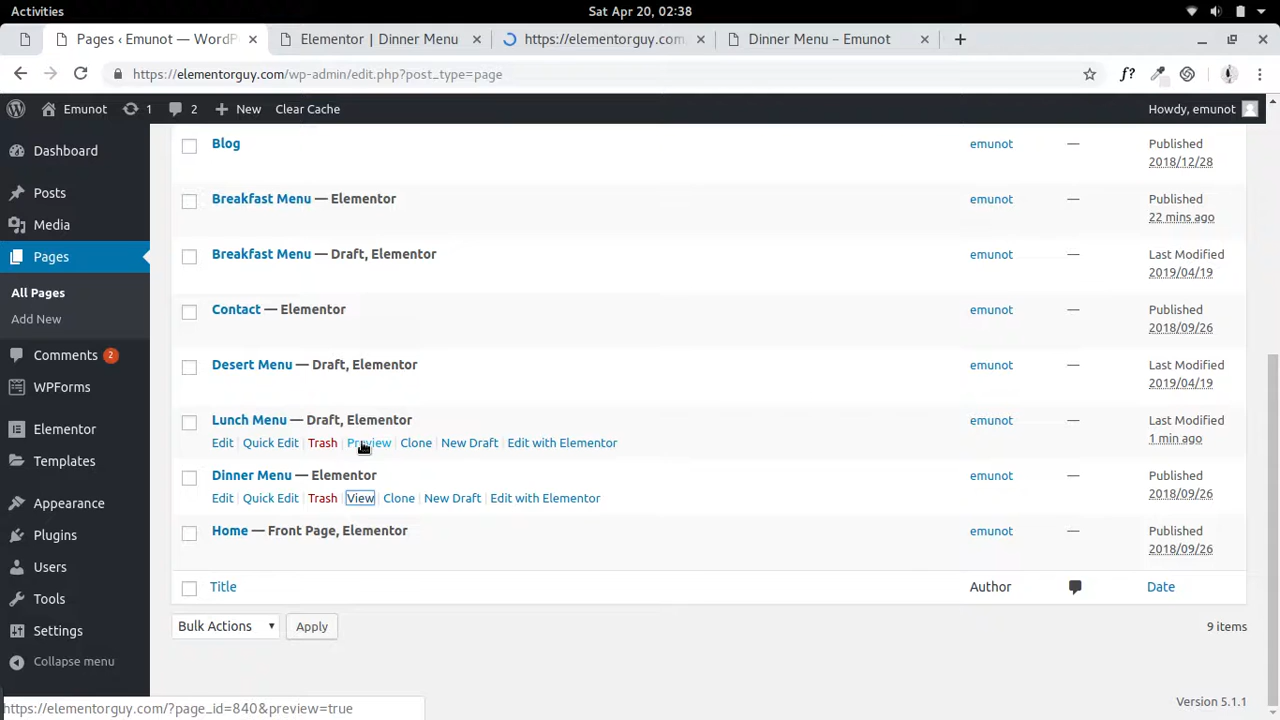 Activities
Sat Apr 20, 02:38
Pages ‹ Emunot — WordP
Elementor | Dinner Menu
https://elementorguy.com
Dinner Menu – Emunot
https://elementorguy.com/wp-admin/edit.php?post_type=page
f?
Emunot
1
2
New
Clear Cache
Howdy, emunot
Dashboard
Posts
Media
Pages
All Pages
Add New
Comments 2
WPForms
Elementor
Templates
Appearance
Plugins
Users
Tools
Settings
Collapse menu
Blog
emunot
—
Published
2018/12/28
Breakfast Menu — Elementor
emunot
—
Published
22 mins ago
Breakfast Menu — Draft, Elementor
emunot
—
Last Modified
2019/04/19
Contact — Elementor
emunot
—
Published
2018/09/26
Desert Menu — Draft, Elementor
emunot
—
Last Modified
2019/04/19
Lunch Menu — Draft, Elementor
emunot
—
Last Modified
1 min ago
Edit | Quick Edit | Trash | Preview | Clone | New Draft | Edit with Elementor
Dinner Menu — Elementor
emunot
—
Published
2018/09/26
Edit | Quick Edit | Trash | View | Clone | New Draft | Edit with Elementor
Home — Front Page, Elementor
emunot
—
Published
2018/09/26
Title
Author
Date
Bulk Actions
Apply
9 items
Version 5.1.1
https://elementorguy.com/?page_id=840&preview=true